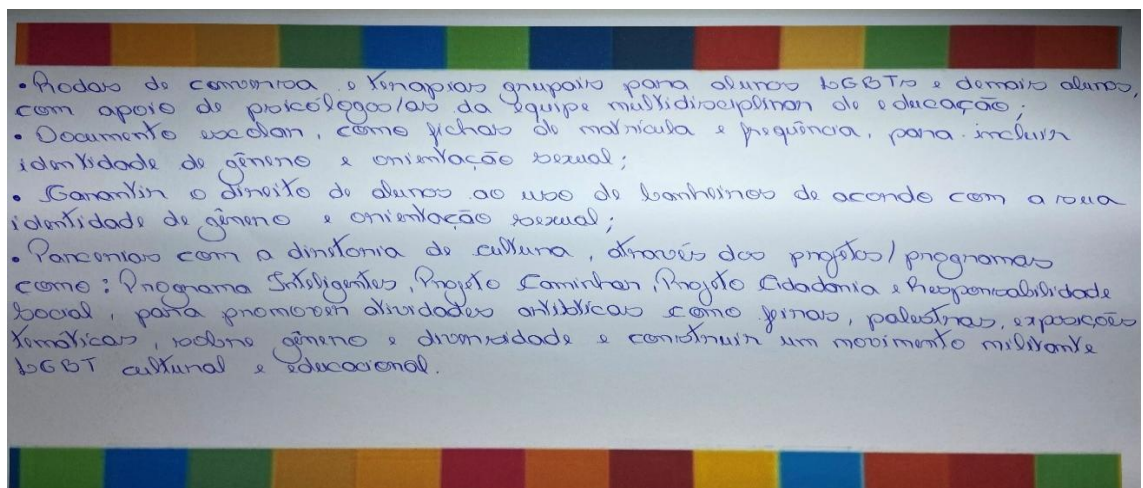 • Rodas de conversa e terapias grupais para alunos LGBTs e demais alunos,
com apoio de psicólogos/as da equipe multidisciplinar de educação;
• Documento escolar, como fichas de matrícula e frequência, para incluir
identidade de gênero e orientação sexual;
• Garantir o direito de alunos ao uso de banheiros de acordo com a sua
identidade de gênero e orientação sexual;
• Parcerias com a diretoria de cultura, através dos projetos/programas
como: Programa Inteligentes, Projeto Caminhar, Projeto Cidadania e Responsabilidade
Social, para promover atividades artísticas como feiras, palestras, exposições
temáticas, sobre gênero e diversidade e construir um movimento militante
LGBT cultural e educacional.